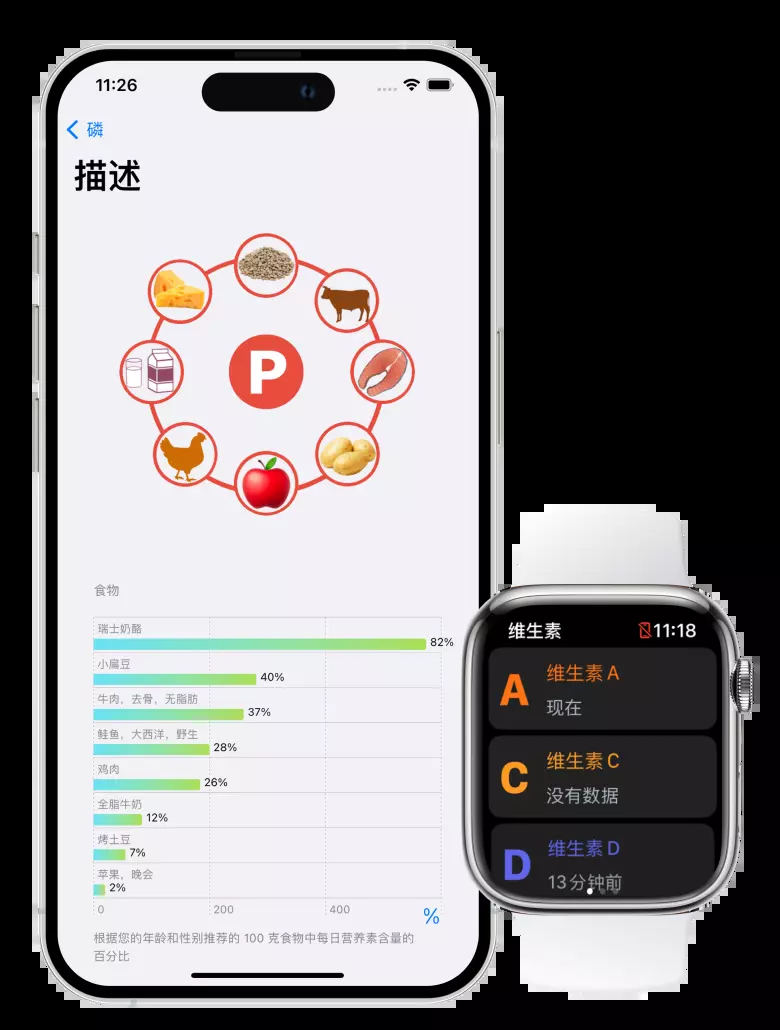 11:26
磷
描述
P
食物
瑞士奶酪
82%
小扁豆
40%
牛肉，去骨，无脂肪
37%
鲑鱼，大西洋，野生
28%
鸡肉
26%
全脂牛奶
12%
烤土豆
7%
苹果，晚会
2%
0 200 400 %
根据您的年龄和性别推荐的 100 克食物中每日营养素含量的
百分比
维生素 11:18
A
维生素 A
现在
C
维生素 C
没有数据
D
维生素 D
13 分钟前